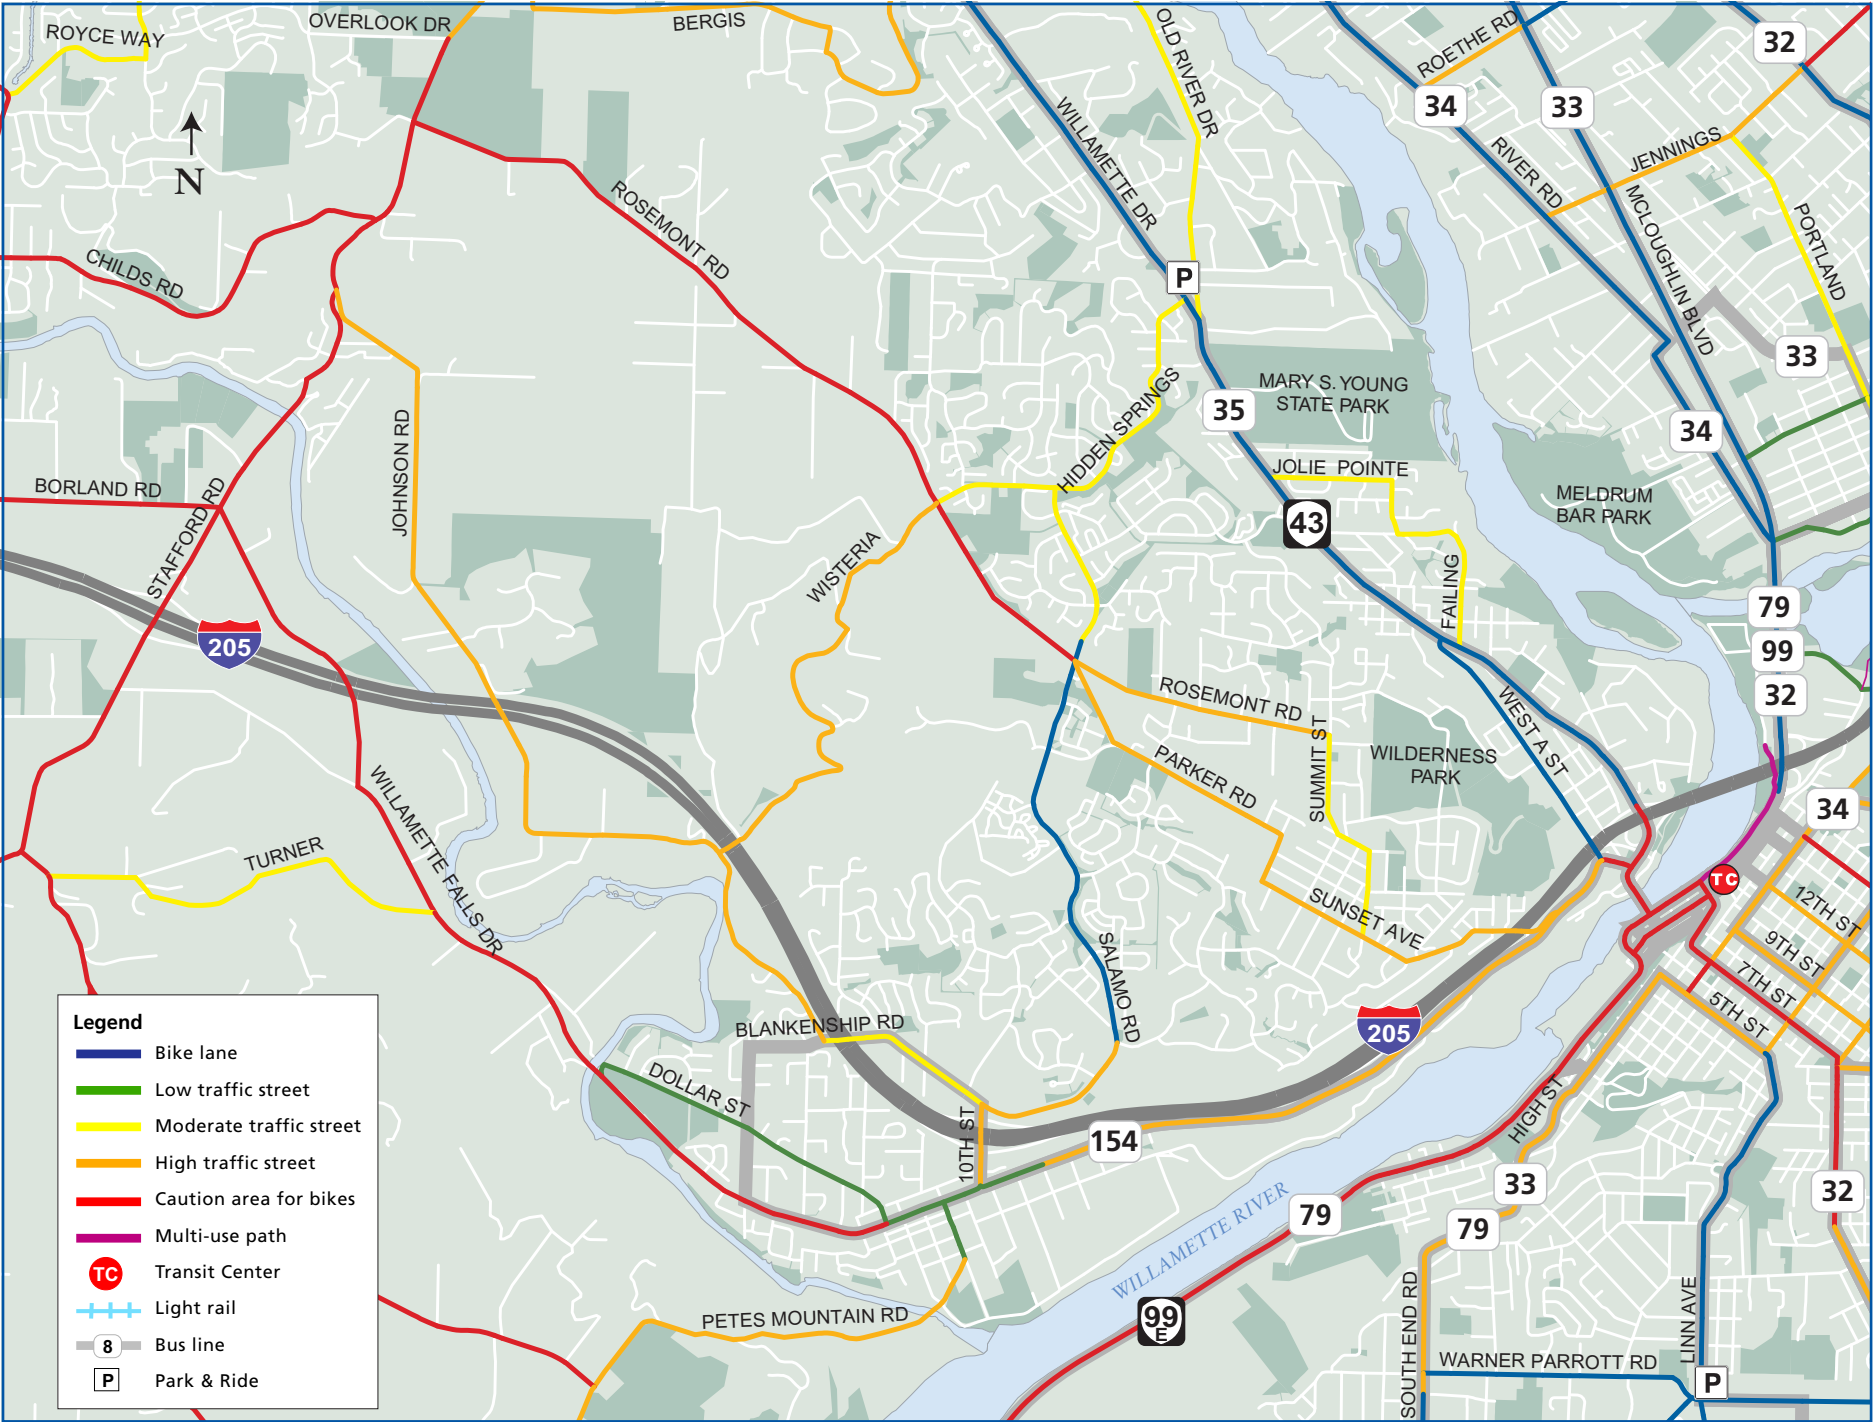 OVERLOOK DR
BERGIS
ROYCE WAY
OLD RIVER DR
ROETHE RD
32
34
33
N
WILLAMETTE DR
RIVER RD
JENNINGS
ROSEMONT RD
MCLOUGHLIN BLVD
PORTLAND
CHILDS RD
P
33
MARY S. YOUNG
STATE PARK
35
34
HIDDEN SPRINGS
JOHNSON RD
JOLIE POINTE
BORLAND RD
STAFFORD RD
43
MELDRUM
BAR PARK
WISTERIA
FAILING
79
99
32
205
ROSEMONT RD
SUMMIT ST
WEST A ST
WILDERNESS
PARK
PARKER RD
34
WILLAMETTE FALLS DR
TURNER
TC
SUNSET AVE
12TH ST
9TH ST
7TH ST
5TH ST
SALAMO RD
205
BLANKENSHIP RD
DOLLAR ST
10TH ST
154
HIGH ST
33
32
79
79
WILLAMETTE RIVER
PETES MOUNTAIN RD
99
E
SOUTH END RD
LINN AVE
WARNER PARROTT RD
P
Legend
Bike lane
Low traffic street
Moderate traffic street
High traffic street
Caution area for bikes
Multi-use path
TC Transit Center
Light rail
8 Bus line
P Park & Ride